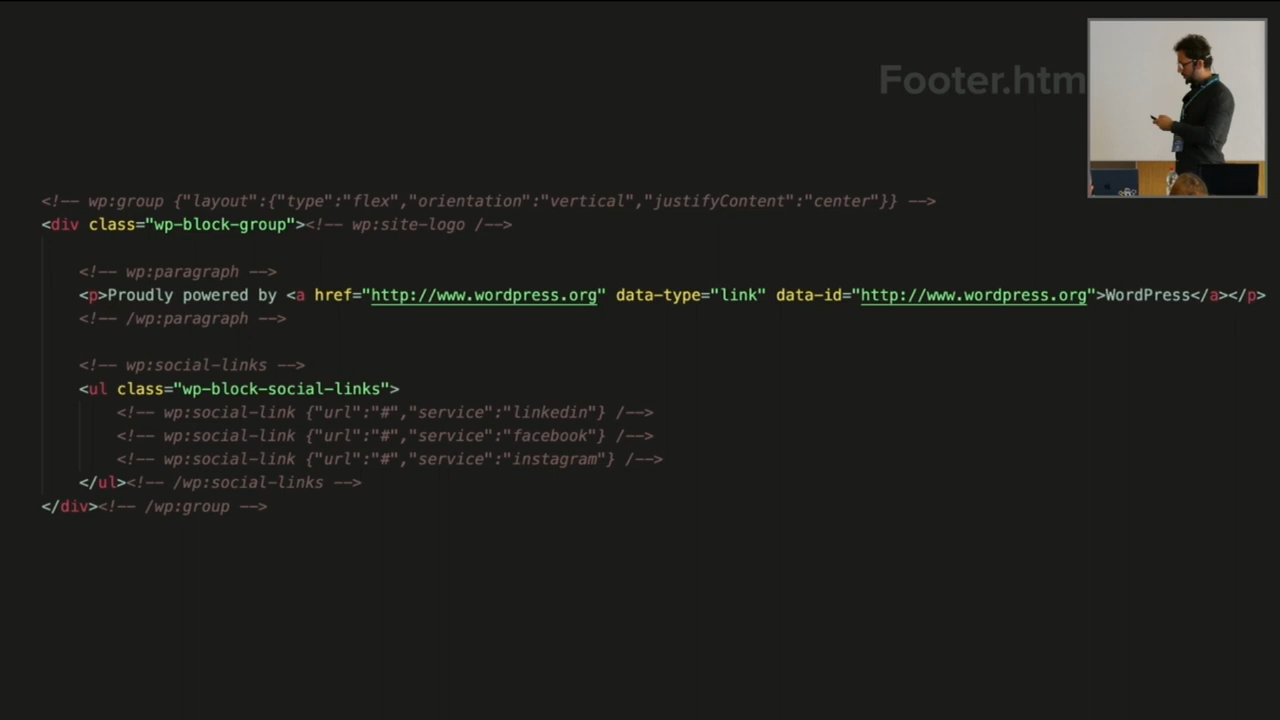 Footer.htm
<!-- wp:group {"layout":{"type":"flex","orientation":"vertical","justifyContent":"center"}} -->
<div class="wp-block-group"><!-- wp:site-logo /-->
<!-- wp:paragraph -->
<p>Proudly powered by <a href="http://www.wordpress.org" data-type="link" data-id="http://www.wordpress.org">WordPress</a></p>
<!-- /wp:paragraph -->
<!-- wp:social-links -->
<ul class="wp-block-social-links">
<!-- wp:social-link {"url":"#","service":"linkedin"} /-->
<!-- wp:social-link {"url":"#","service":"facebook"} /-->
<!-- wp:social-link {"url":"#","service":"instagram"} /-->
</ul><!-- /wp:social-links -->
</div><!-- /wp:group -->